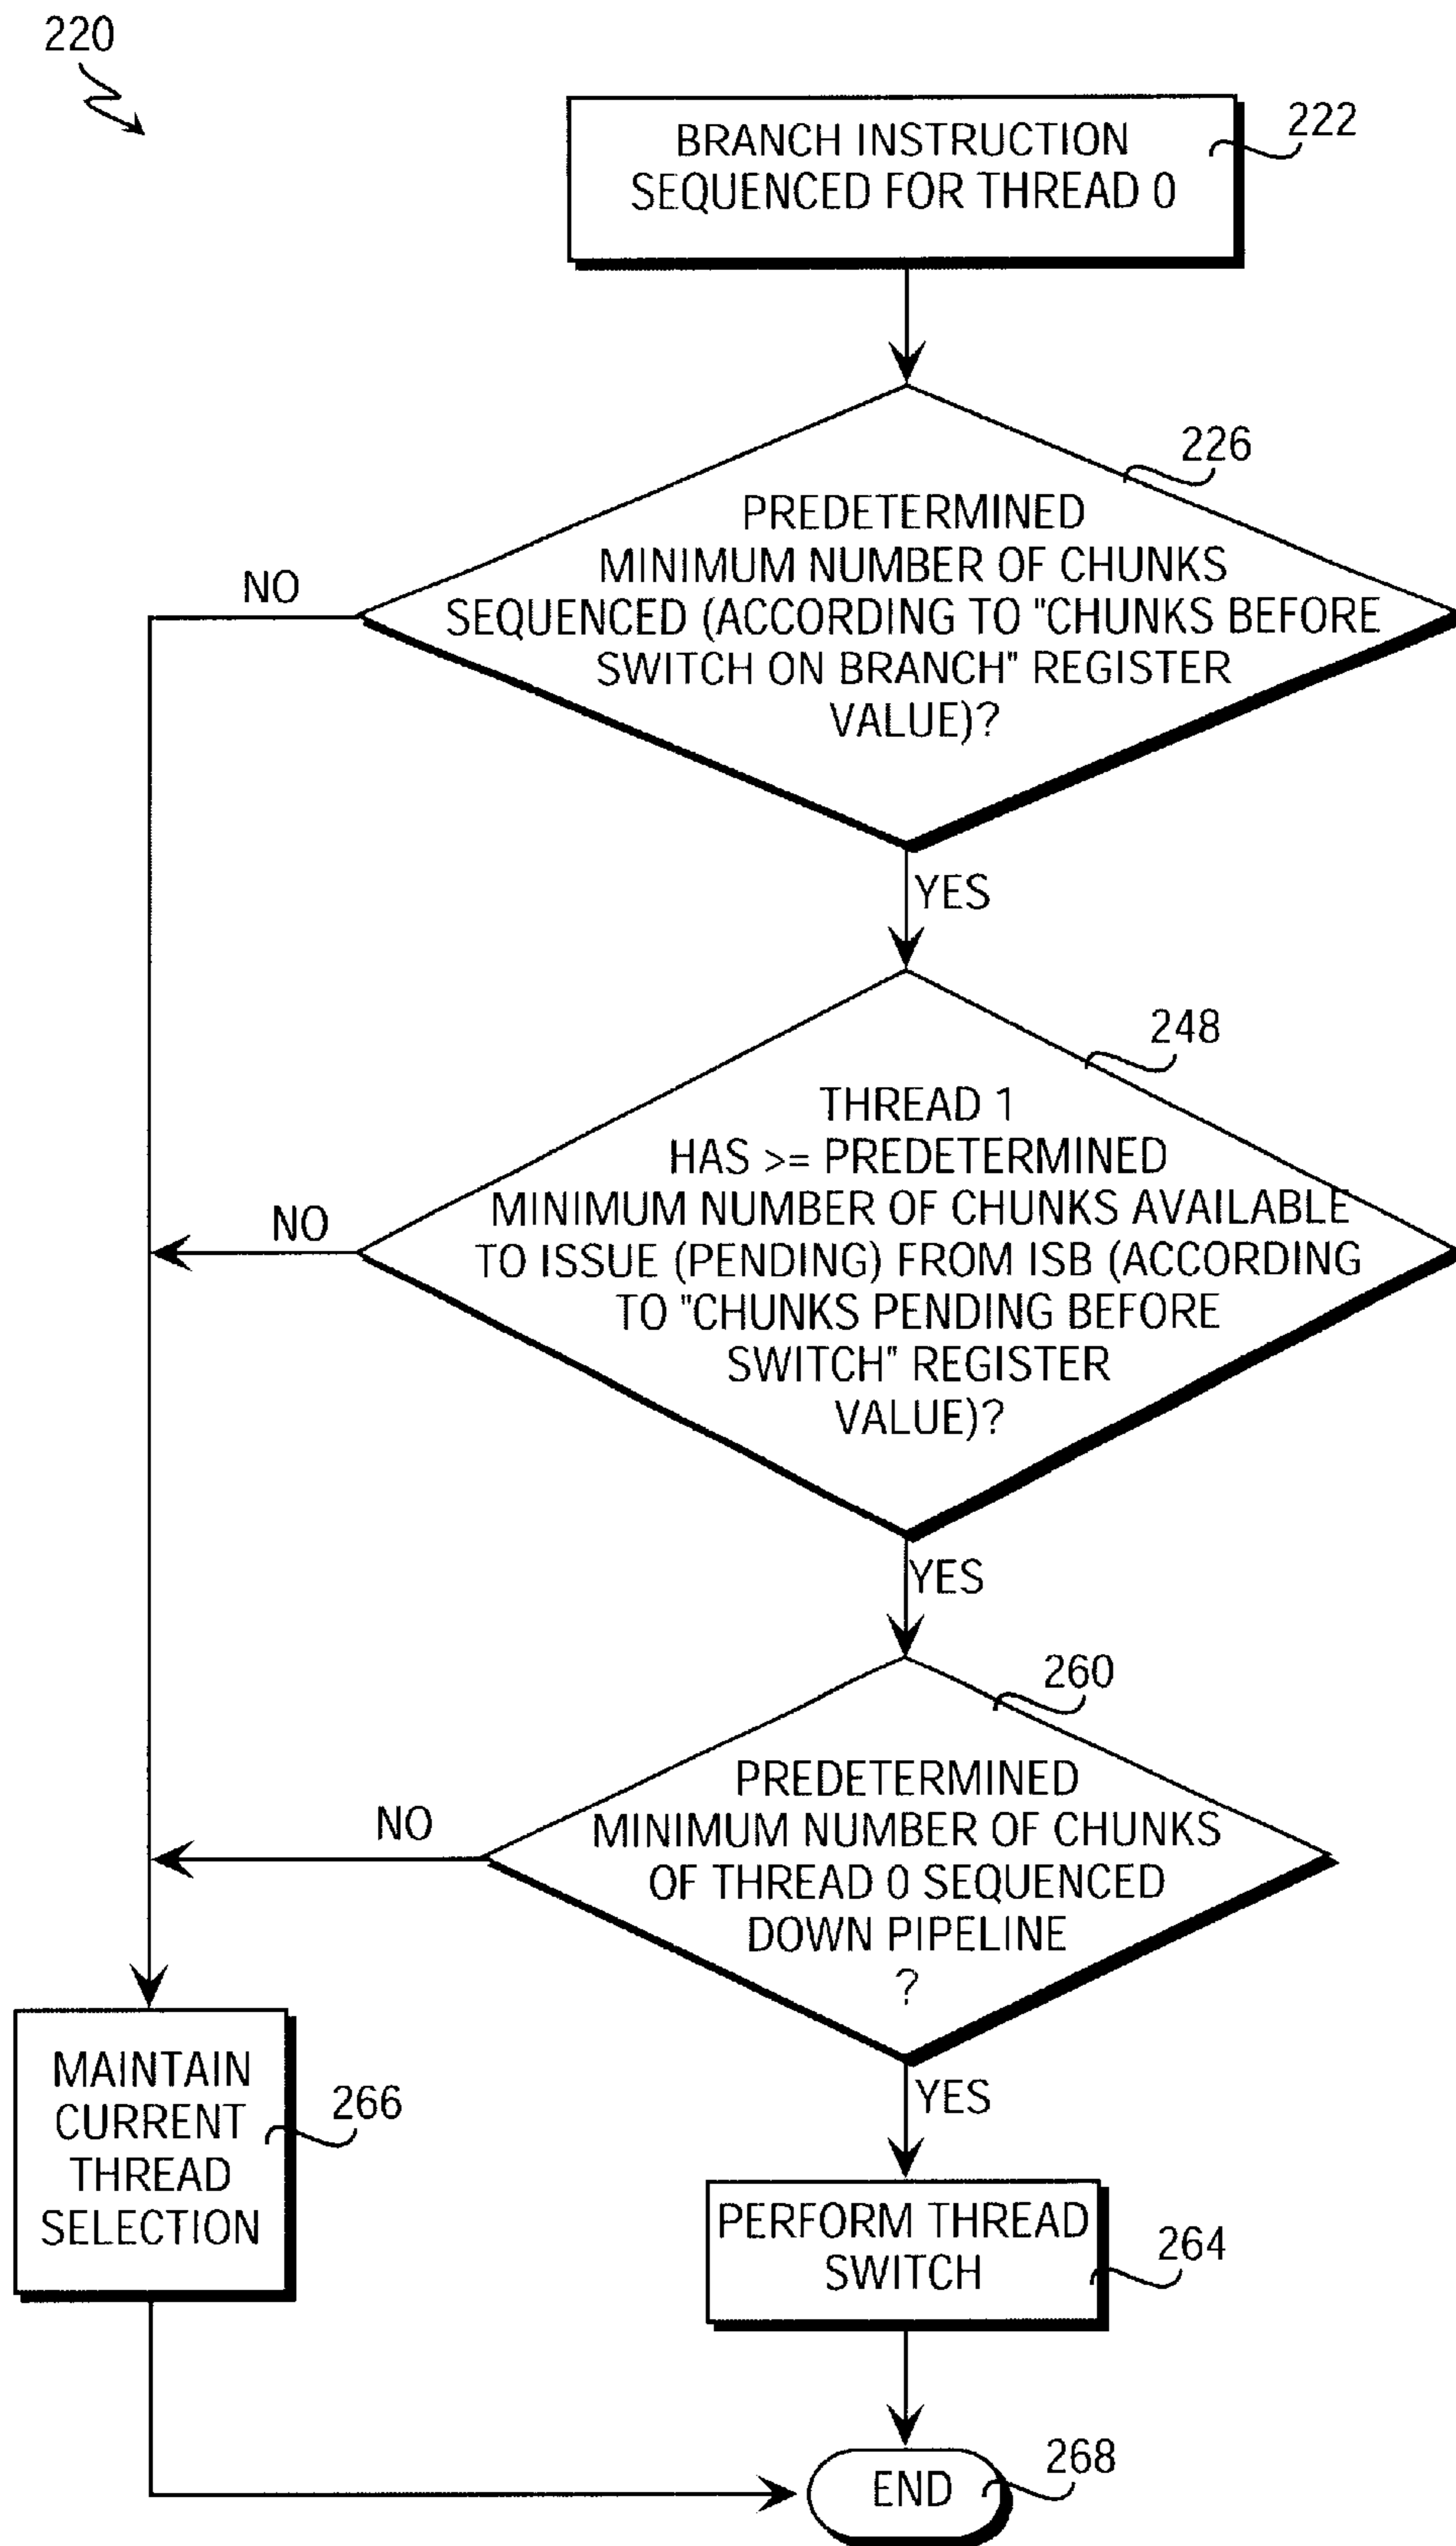 220
BRANCH INSTRUCTION
SEQUENCED FOR THREAD 0
222
226
PREDETERMINED
MINIMUM NUMBER OF CHUNKS
SEQUENCED (ACCORDING TO "CHUNKS BEFORE
SWITCH ON BRANCH" REGISTER
VALUE)?
NO
YES
248
THREAD 1
HAS >= PREDETERMINED
MINIMUM NUMBER OF CHUNKS AVAILABLE
TO ISSUE (PENDING) FROM ISB (ACCORDING
TO "CHUNKS PENDING BEFORE
SWITCH" REGISTER
VALUE)?
NO
YES
260
PREDETERMINED
MINIMUM NUMBER OF CHUNKS
OF THREAD 0 SEQUENCED
DOWN PIPELINE
?
NO
YES
MAINTAIN
CURRENT
THREAD
SELECTION
266
PERFORM THREAD
SWITCH
264
END
268